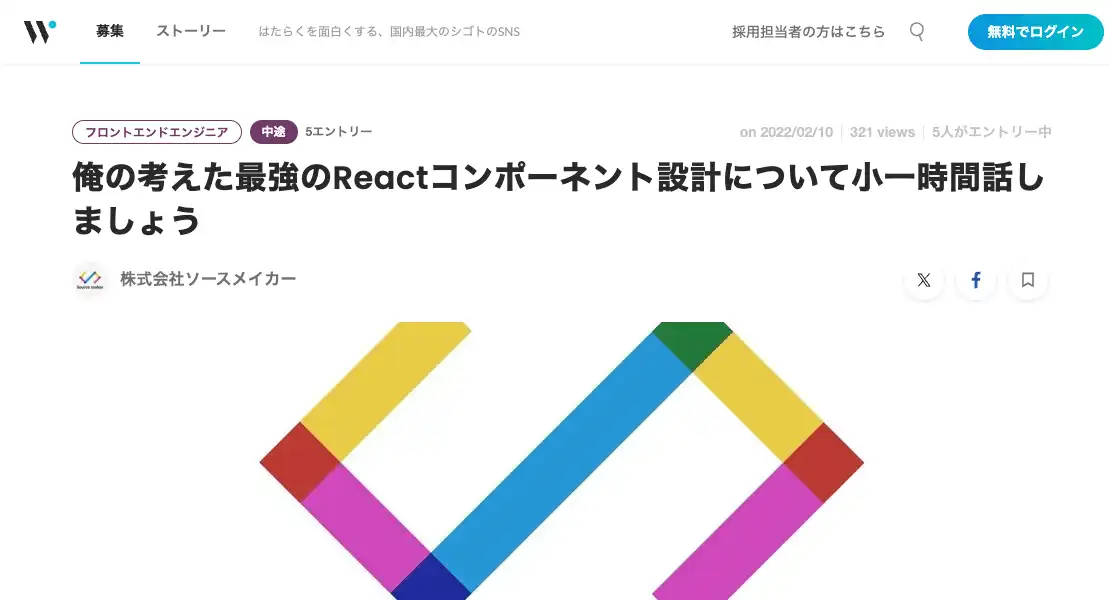 募集
ストーリー
はたらくを面白くする、国内最大のシゴトのSNS
採用担当者の方はこちら
無料でログイン
フロントエンドエンジニア
中途
5エントリー
on 2022/02/10
321 views
5人がエントリー中
俺の考えた最強のReactコンポーネント設計について小一時間話し
ましょう
Source maker
株式会社ソースメイカー